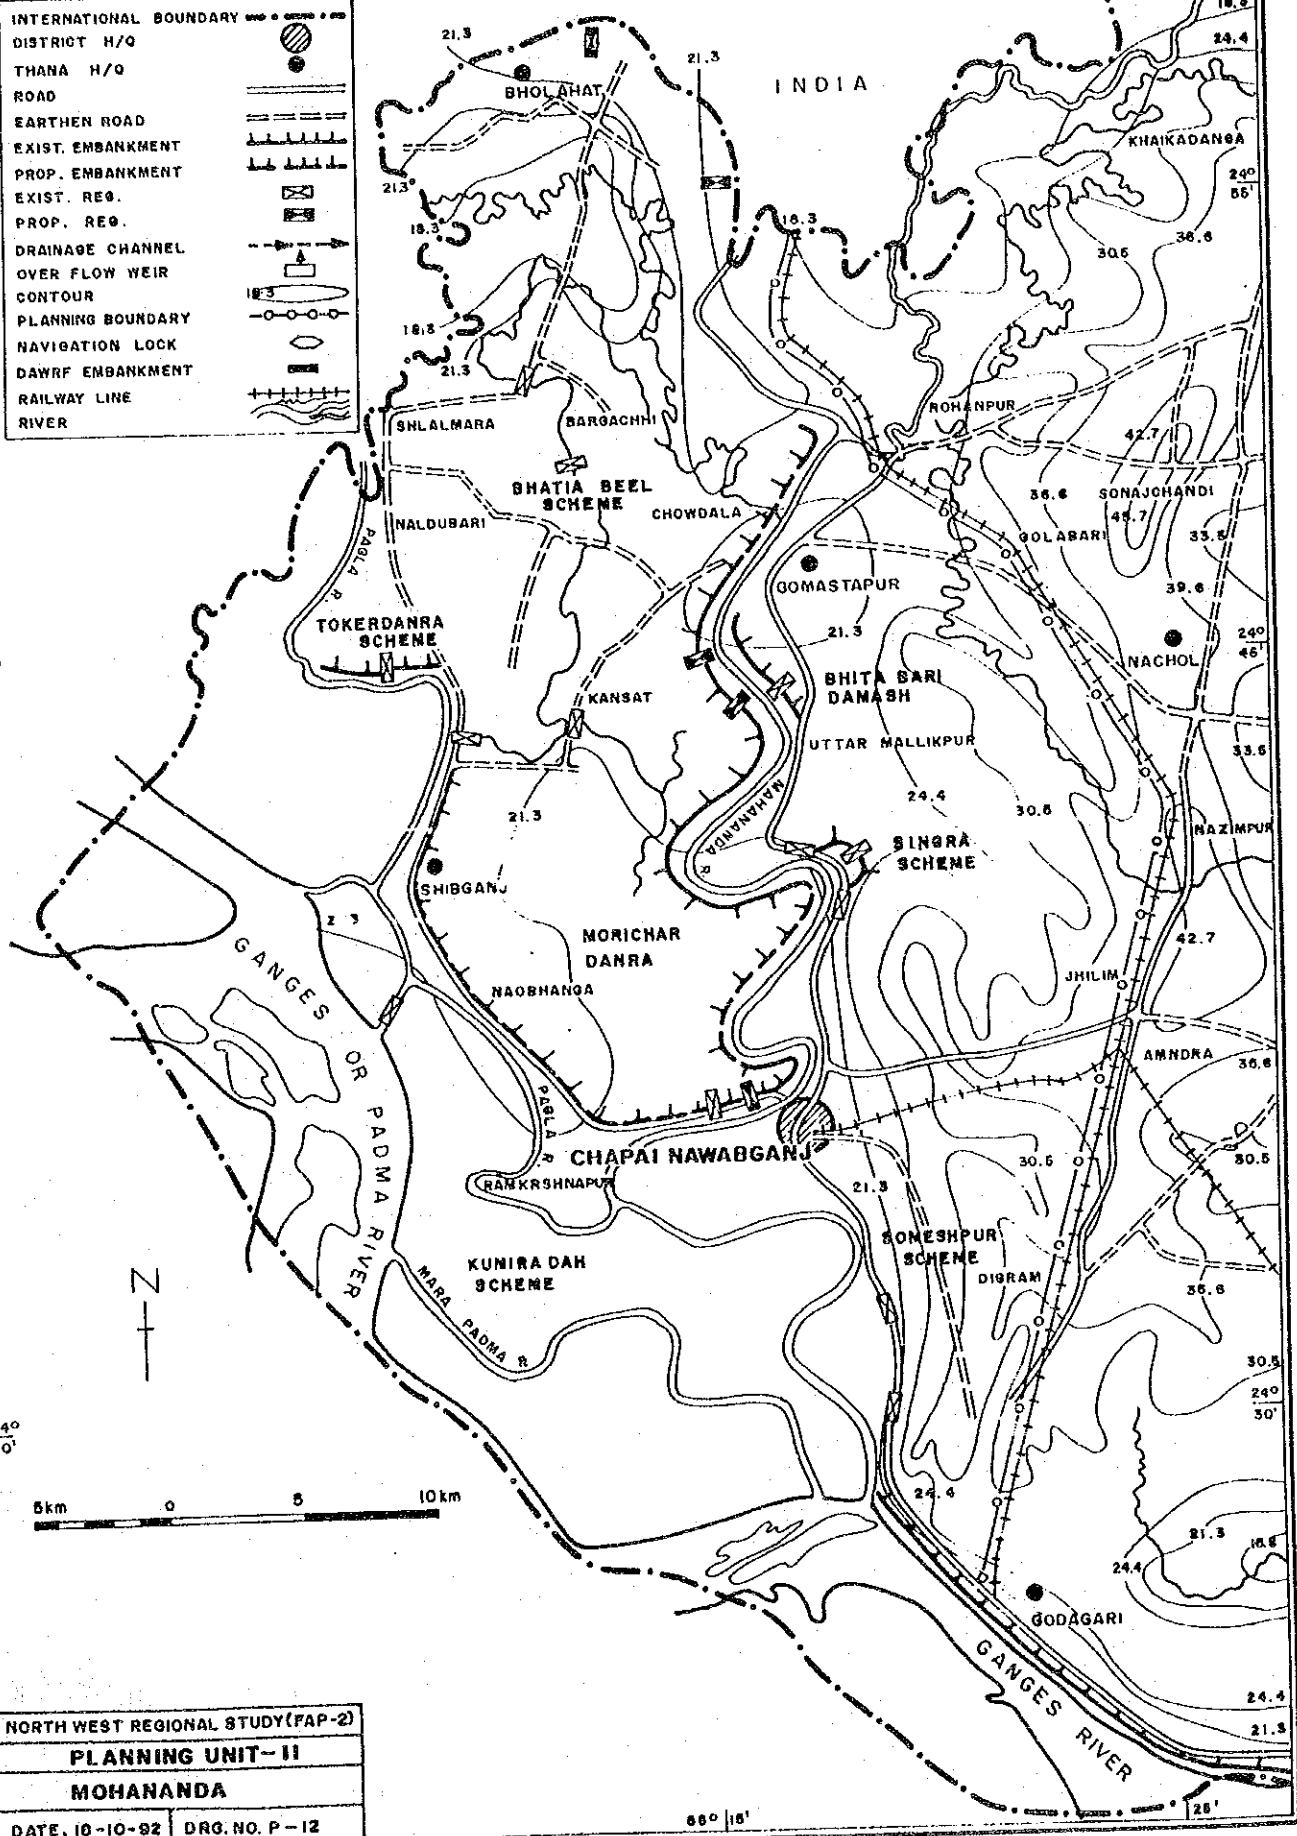 INTERNATIONAL BOUNDARY
DISTRICT H/Q
THANA H/Q
ROAD
EARTHEN ROAD
EXIST. EMBANKMENT
PROP. EMBANKMENT
EXIST. REG.
PROP. REG.
DRAINAGE CHANNEL
OVER FLOW WEIR
CONTOUR 18.3
PLANNING BOUNDARY
NAVIGATION LOCK
DAWRF EMBANKMENT
RAILWAY LINE
RIVER
24.4
21.3
21.3
INDIA
BHOLAHAT
KHAIKADANGA
24°
55'
21.3
18.3
18.3
36.6
30.5
18.3
21.3
SHLALMARA
BARGACHHI
ROHANPUR
42.7
BHATIA BEEL
SCHEME
36.6
SONAJCHANDI
45.7
CHOWDALA
NALDUBARI
GOLABARI
33.5
PAGLA R.
GOMASTAPUR
39.6
TOKERDANRA
SCHEME
21.3
24°
45'
NACHOL
BHITA BARI
DAMASH
KANSAT
UTTAR MALLIKPUR
33.5
21.3
MAHANANDA R.
24.4
30.5
NAZIMPUR
SINGRA
SCHEME
SHIBGANJ
MORICHAR
DANRA
42.7
GANGES OR PADMA RIVER
JHILIM
NAOBHANGA
AMNDRA
36.6
PAGLA R.
CHAPAI NAWABGANJ
30.5
30.5
RAMKRSHNAPUR
21.3
SOMESHPUR
SCHEME
KUNIRA DAH
SCHEME
DIGRAM
36.6
N
MARA PADMA R
30.5
24°
30'
5km 0 5 10km
24.4
21.3
24.4
GODAGARI
GANGES RIVER
24.4
21.3
NORTH WEST REGIONAL STUDY(FAP-2)
PLANNING UNIT-11
MOHANANDA
DATE, 10-10-92 DRG. NO. P-12
88° 15'
25'